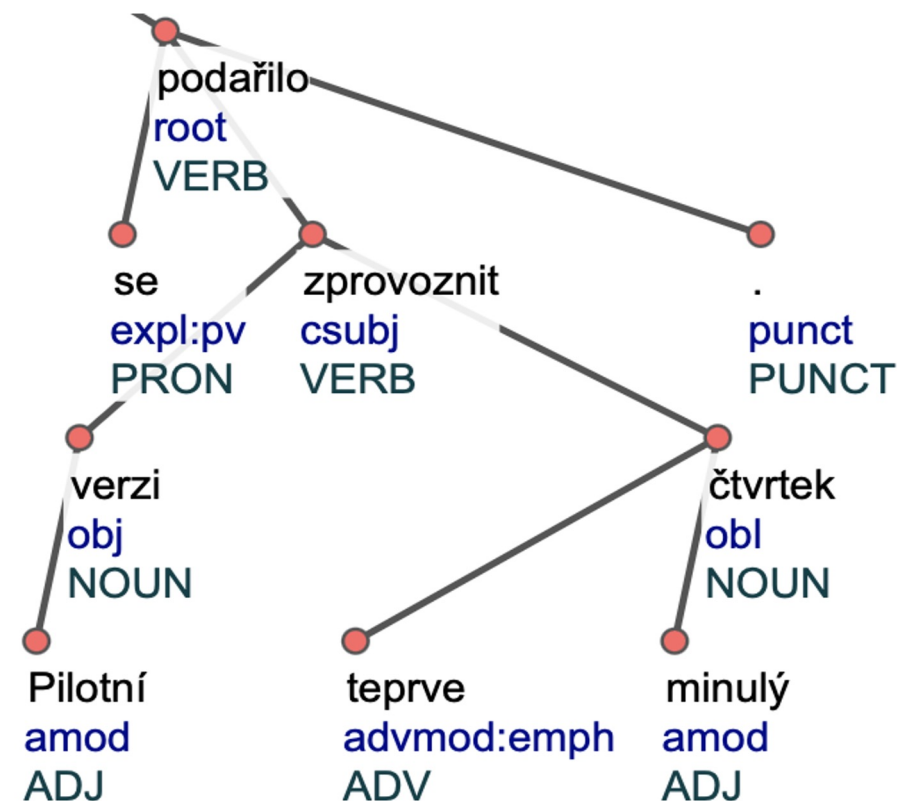 podařilo
root
VERB
se
expl:pv
PRON
zprovoznit
csubj
VERB
.
punct
PUNCT
verzi
obj
NOUN
čtvrtek
obl
NOUN
Pilotní
amod
ADJ
teprve
advmod:emph
ADV
minulý
amod
ADJ